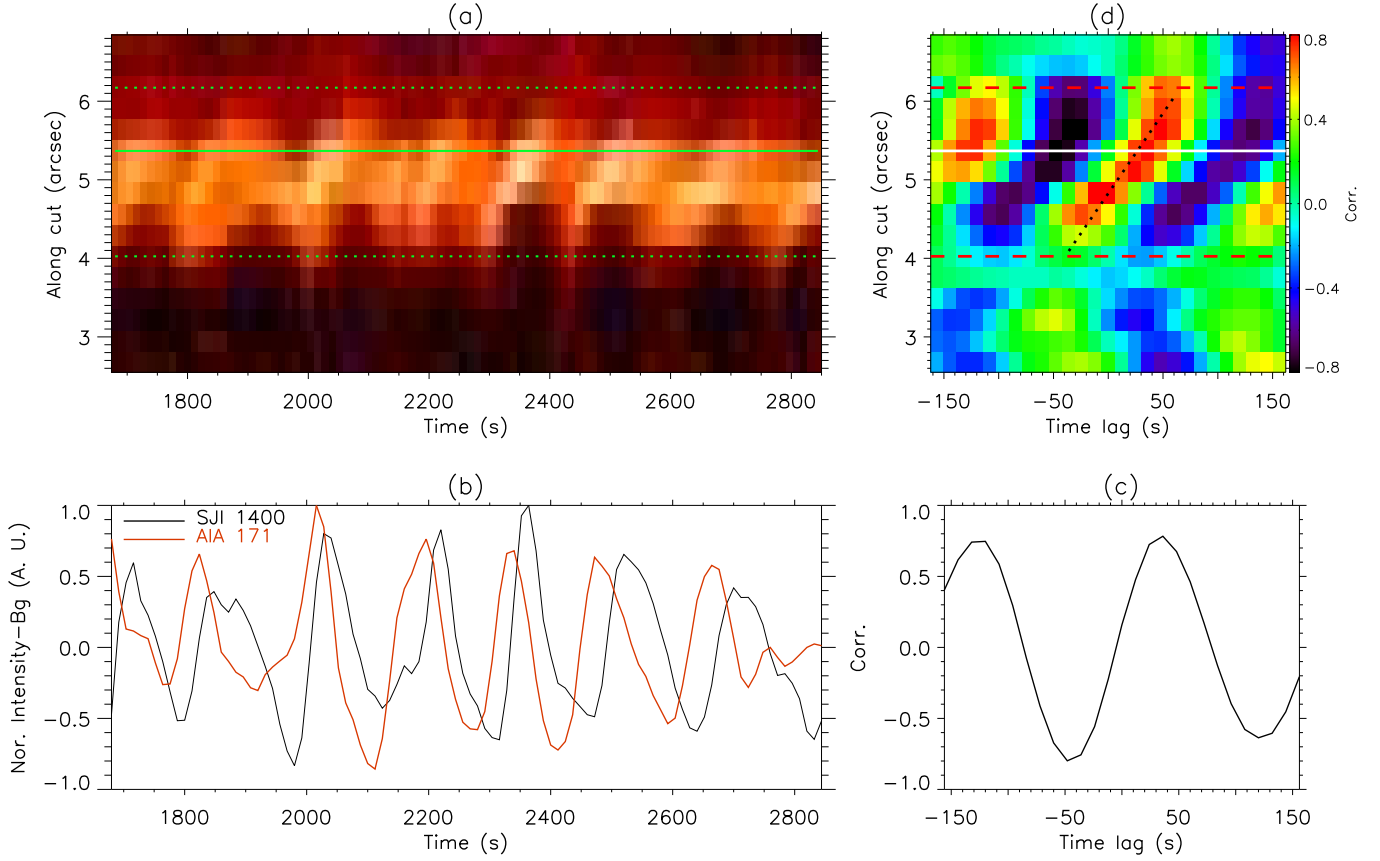 (a)
Along cut (arcsec)
6
5
4
3
1800 2000 2200 2400 2600 2800
Time (s)
(d)
Along cut (arcsec)
6
5
4
3
−150 −50 50 150
Time lag (s)
0.8
0.4
0.0
−0.4
−0.8
Corr.
(b)
Nor. Intensity−Bg (A. U.)
1.0
0.5
0.0
−0.5
−1.0
SJI 1400
AIA 171
1800 2000 2200 2400 2600 2800
Time (s)
(c)
Corr.
1.0
0.5
0.0
−0.5
−1.0
−150 −50 50 150
Time lag (s)